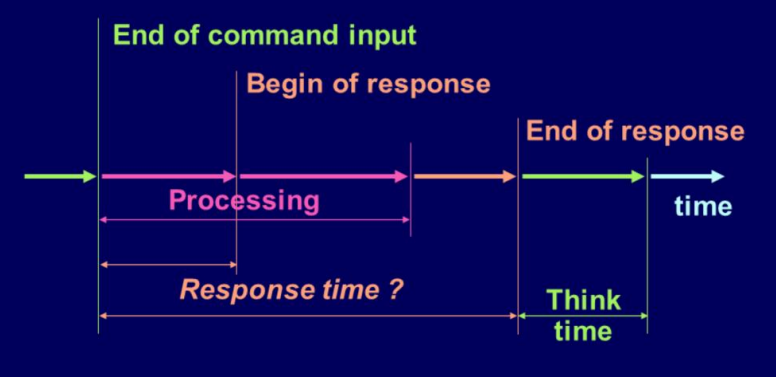 End of command input
Begin of response
End of response
Processing
time
Response time ?
Think
time